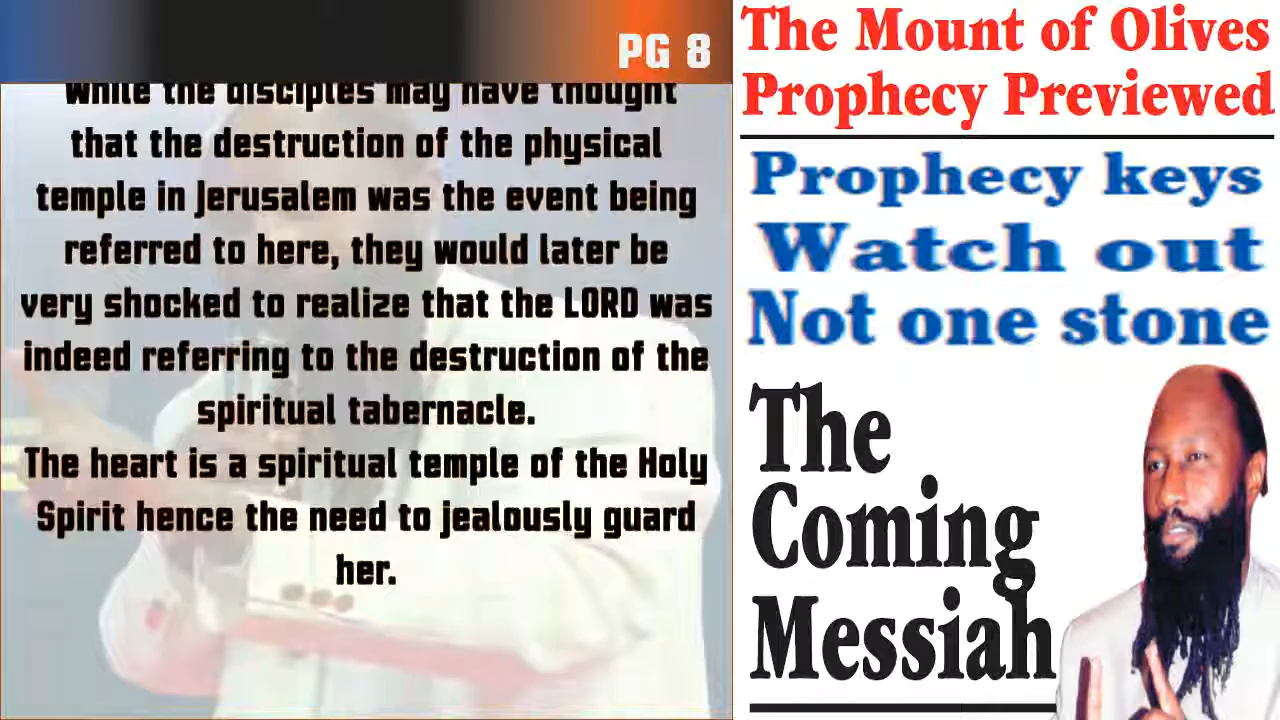 PG 8
While the disciples may have thought
that the destruction of the physical
temple in Jerusalem was the event being
referred to here, they would later be
very shocked to realize that the LORD was
indeed referring to the destruction of the
spiritual tabernacle.
The heart is a spiritual temple of the Holy
Spirit hence the need to jealously guard
her.
The Mount of Olives
Prophecy Previewed
Prophecy keys
Watch out
Not one stone
The
Coming
Messiah